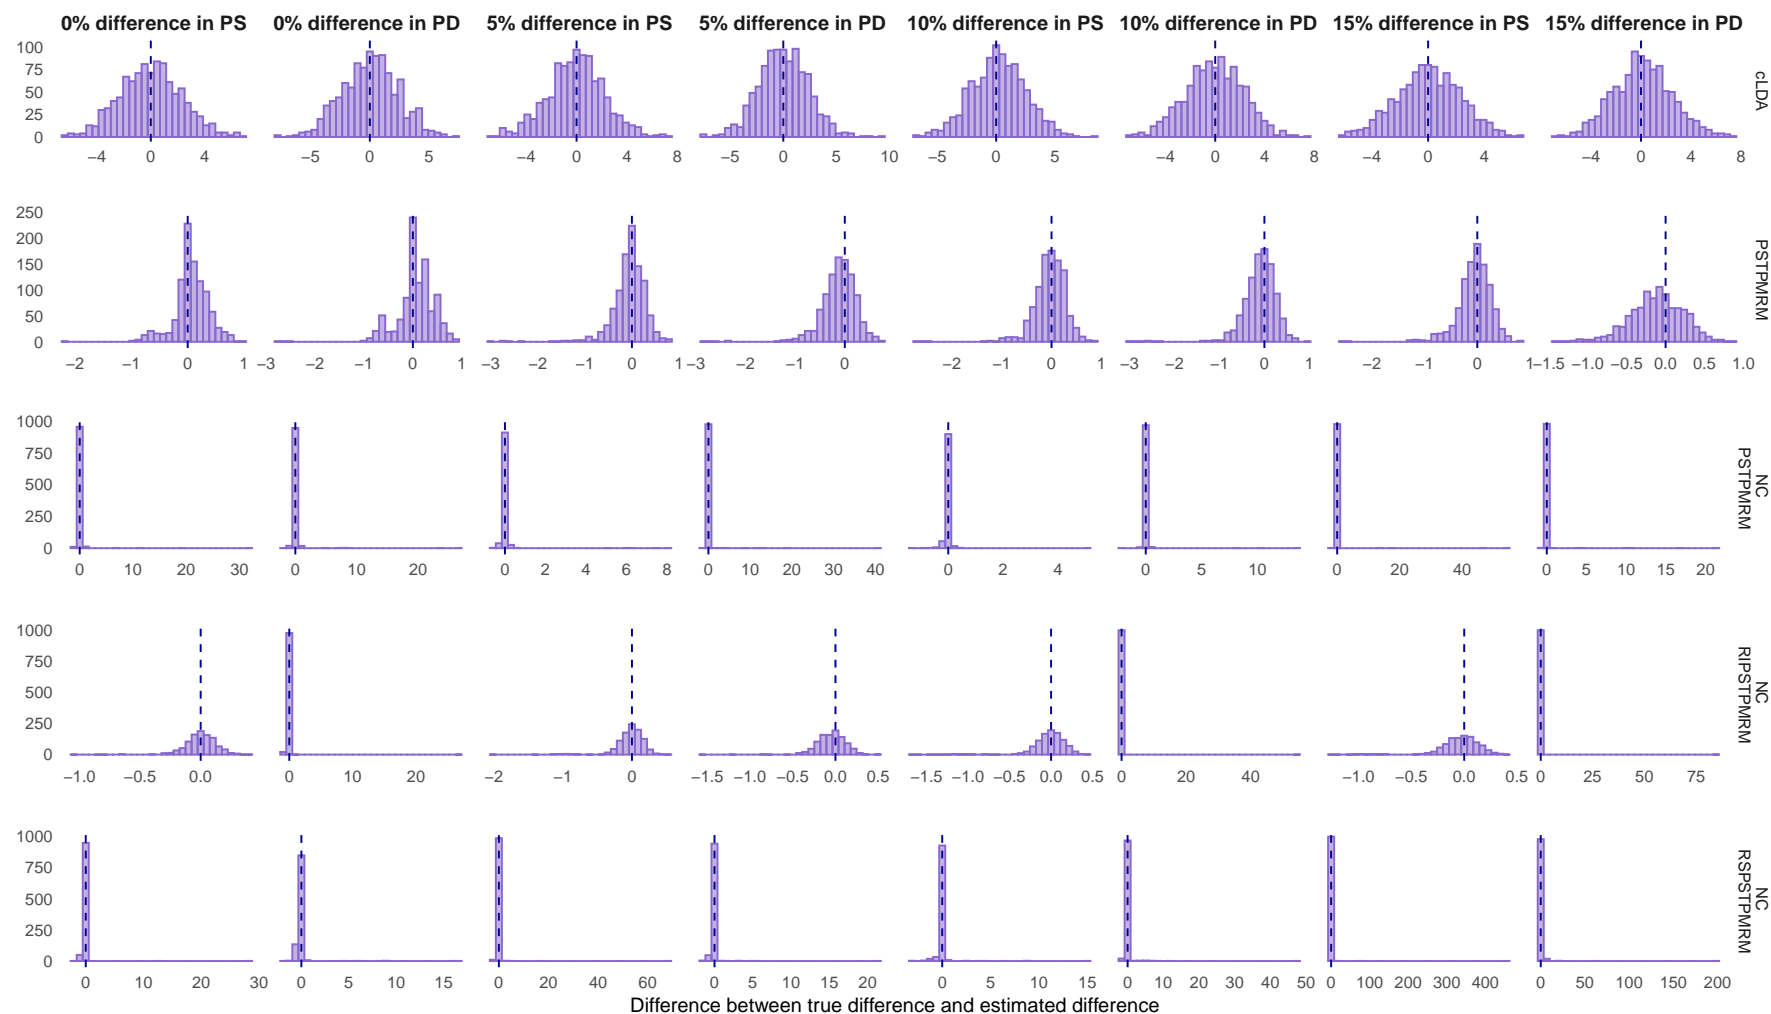 0% difference in PS 0% difference in PD 5% difference in PS 5% difference in PD 10% difference in PS 10% difference in PD 15% difference in PS 15% difference in PD
100
75
50
25
0
−4 0 4 −5 0 5 −4 0 4 8 −5 0 5 10 −5 0 5 −4 0 4 8 −4 0 4 −4 0 4 8
cLDA
250
200
150
100
50
0
−2 −1 0 1 −3 −2 −1 0 1 −3 −2 −1 0 1 −3 −2 −1 0 −2 −1 0 1 −3 −2 −1 0 1 −2 −1 0 1 −1.5 −1.0 −0.5 0.0 0.5 1.0
PSTPMRM
1000
750
500
250
0
0 10 20 30 0 10 20 0 2 4 6 8 0 10 20 30 40 0 2 4 0 5 10 0 20 40 0 5 10 15 20
NC
PSTPMRM
1000
750
500
250
0
−1.0 −0.5 0.0 0 10 20 −2 −1 0 −1.5 −1.0 −0.5 0.0 0.5 −1.5 −1.0 −0.5 0.0 0.5 0 20 40 −1.0 −0.5 0.0 0.5 0 25 50 75
NC
RIPSTPMRM
1000
750
500
250
0
0 10 20 30 0 5 10 15 0 20 40 60 0 5 10 15 20 0 5 10 15 0 10 20 30 40 50 0 100 200 300 400 0 50 100 150 200
NC
RSPSTPMRM
Difference between true difference and estimated difference